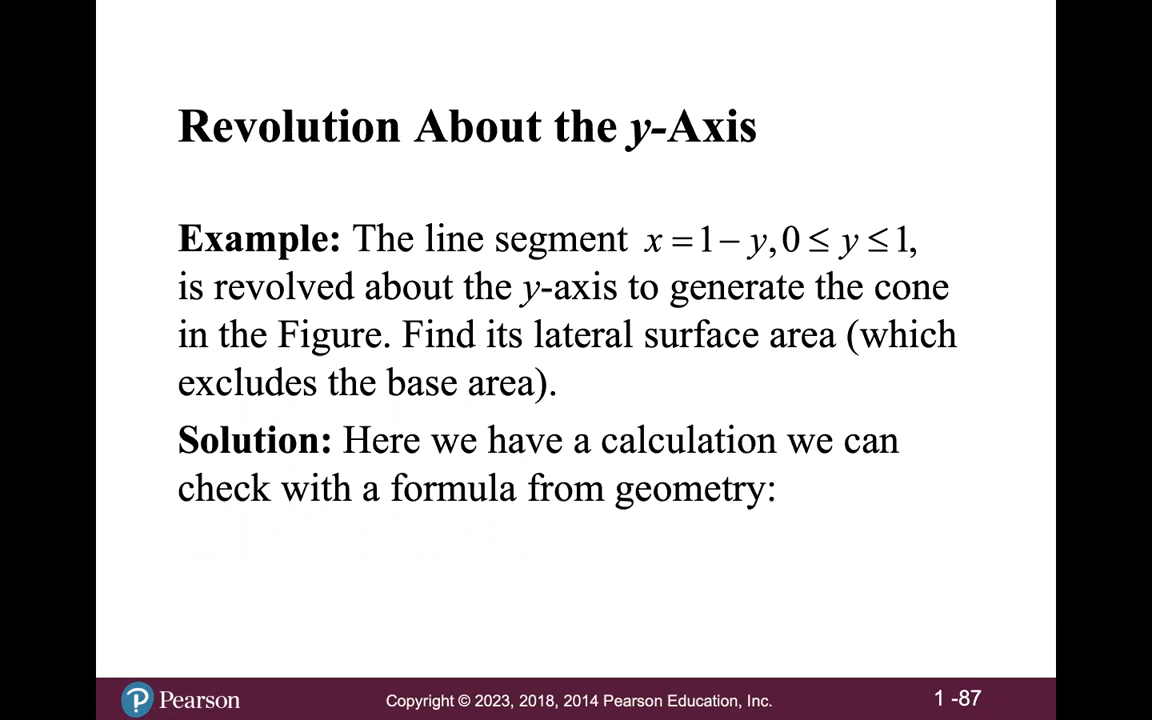 Revolution About the y-Axis
Example: The line segment x = 1 − y, 0 ≤ y ≤ 1,
is revolved about the y-axis to generate the cone
in the Figure. Find its lateral surface area (which
excludes the base area).
Solution: Here we have a calculation we can
check with a formula from geometry:
P Pearson
Copyright © 2023, 2018, 2014 Pearson Education, Inc.
1 -87